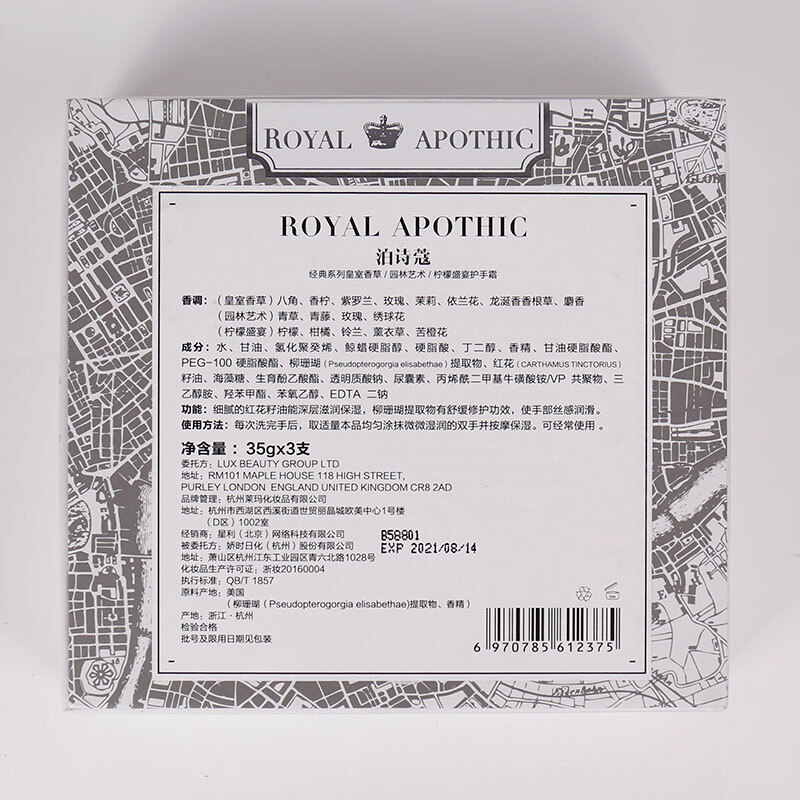 ROYAL APOTHIC
ROYAL APOTHIC
泊诗蔻
经典系列皇室香草/园林艺术/柠檬盛宴护手霜
香调：（皇室香草）八角、香柠、紫罗兰、玫瑰、茉莉、依兰花、龙涎香香根草、麝香
（园林艺术）青草、青藤、玫瑰、绣球花
（柠檬盛宴）柠檬、柑橘、铃兰、薰衣草、苦橙花
成分：水、甘油、氢化聚癸烯、鲸蜡硬脂醇、硬脂酸、丁二醇、香精、甘油硬脂酸酯、
PEG-100 硬脂酸酯、柳珊瑚（Pseudopterogorgia elisabethae）提取物、红花（CARTHAMUS TINCTORIUS）
籽油、海藻糖、生育酚乙酸酯、透明质酸钠、尿囊素、丙烯酰二甲基牛磺酸铵/VP 共聚物、三
乙醇胺、羟苯甲酯、苯氧乙醇、EDTA 二钠
功能：细腻的红花籽油能深层滋润保湿，柳珊瑚提取物有舒缓修护功效，使手部丝感润滑。
使用方法：每次洗完手后，取适量本品均匀涂抹微微湿润的双手并按摩保湿。可经常使用。
净含量：35gx3支
委托方：LUX BEAUTY GROUP LTD
地址：RM101 MAPLE HOUSE 118 HIGH STREET,
PURLEY LONDON ENGLAND UNITED KINGDOM CR8 2AD
品牌管理：杭州莱玛化妆品有限公司
地址：杭州市西湖区西溪街道世贸丽晶城欧美中心1号楼
（D区）1002室
经销商：星利（北京）网络科技有限公司
被委托方：娇时日化（杭州）股份有限公司
地址：萧山区杭州江东工业园区青六北路1028号
化妆品生产许可证：浙妆20160004
执行标准：QB/T 1857
原料产地：美国
（柳珊瑚（Pseudopterogorgia elisabethae)提取物、香精）
产地：浙江·杭州
检验合格
批号及限用日期见包装
858801
EXP 2021/08/14
6 970785 612375